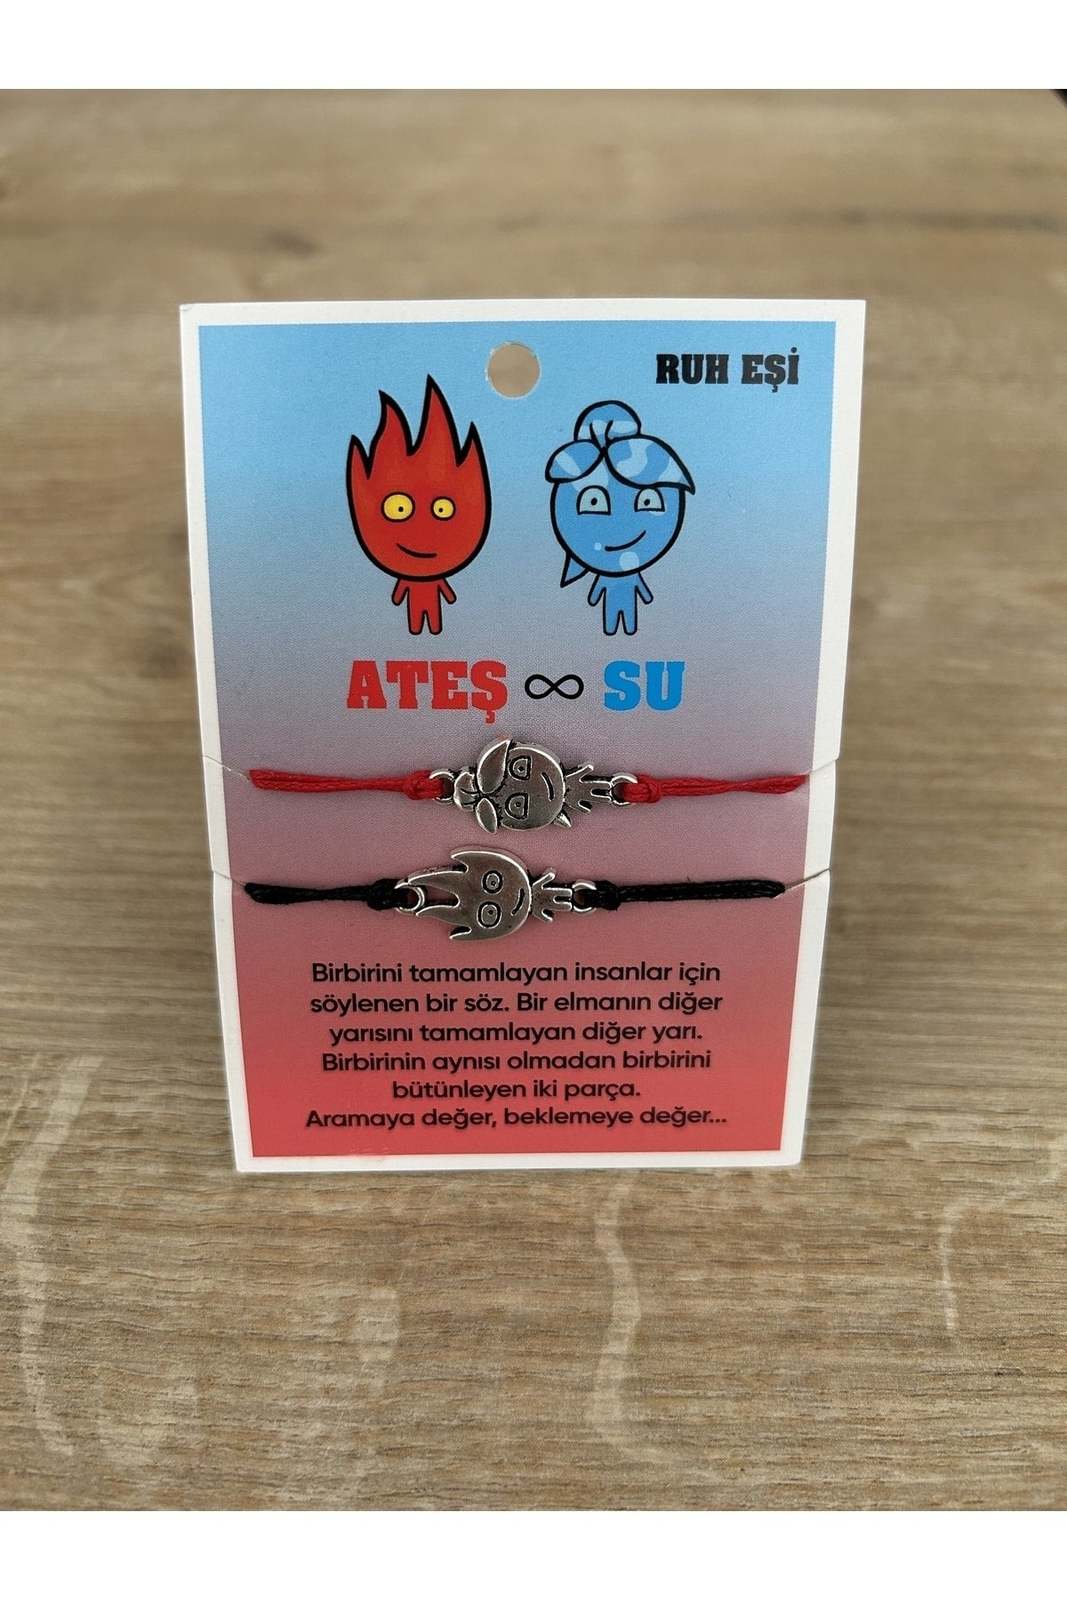 RUH EŞİ
ATEŞ ∞ SU
Birbirini tamamlayan insanlar için
söylenen bir söz. Bir elmanın diğer
yarısını tamamlayan diğer yarı.
Birbirinin aynısı olmadan birbirini
bütünleyen iki parça.
Aramaya değer, beklemeye değer...